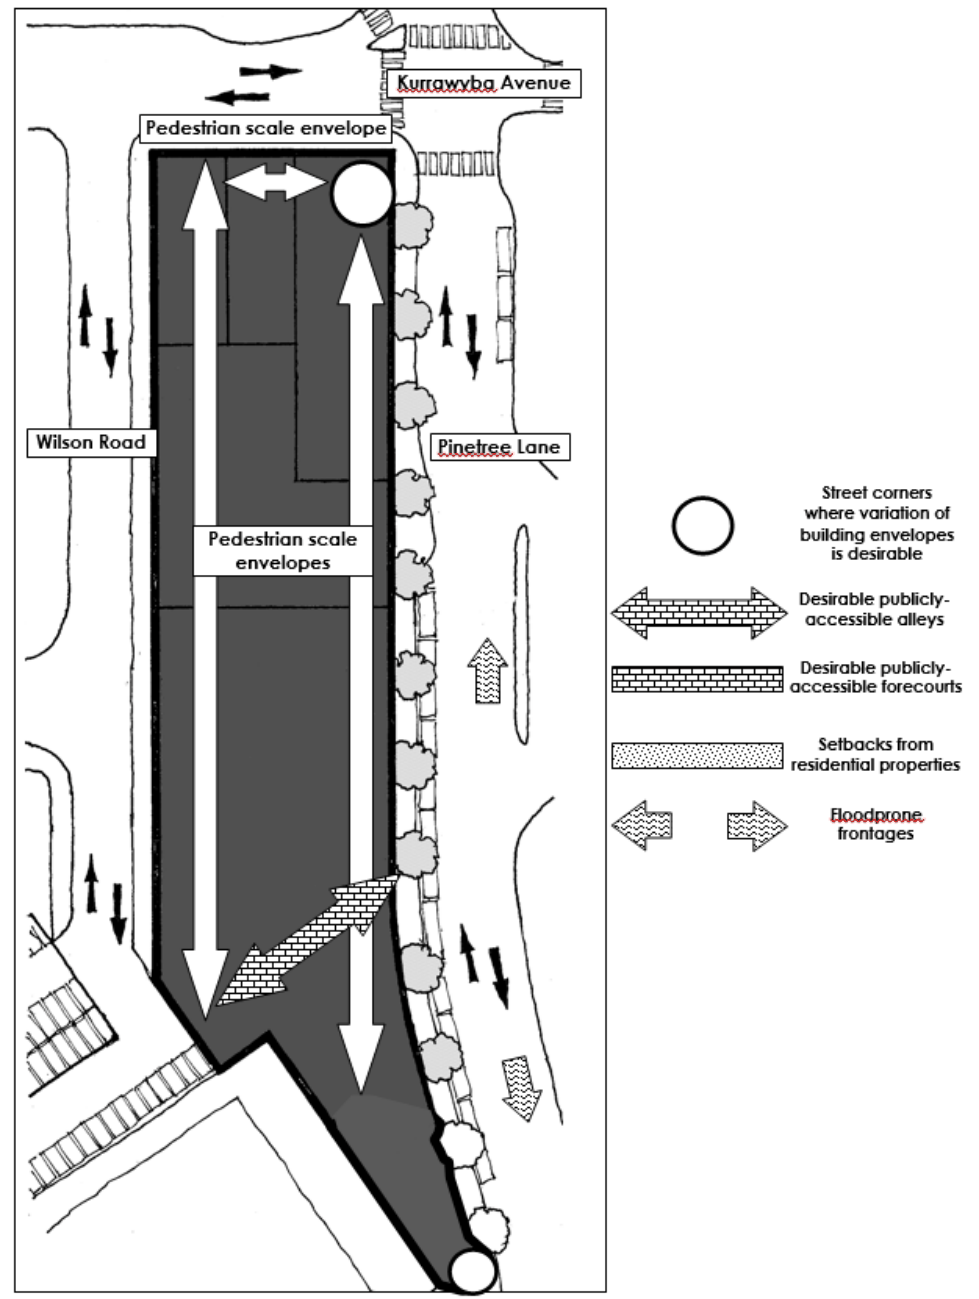 Kurrawyba Avenue
Pedestrian scale envelope
Wilson Road
Pinetree Lane
Pedestrian scale
envelopes
Street corners
where variation of
building envelopes
is desirable
Desirable publicly-
accessible alleys
Desirable publicly-
accessible forecourts
Setbacks from
residential properties
Floodprone
frontages